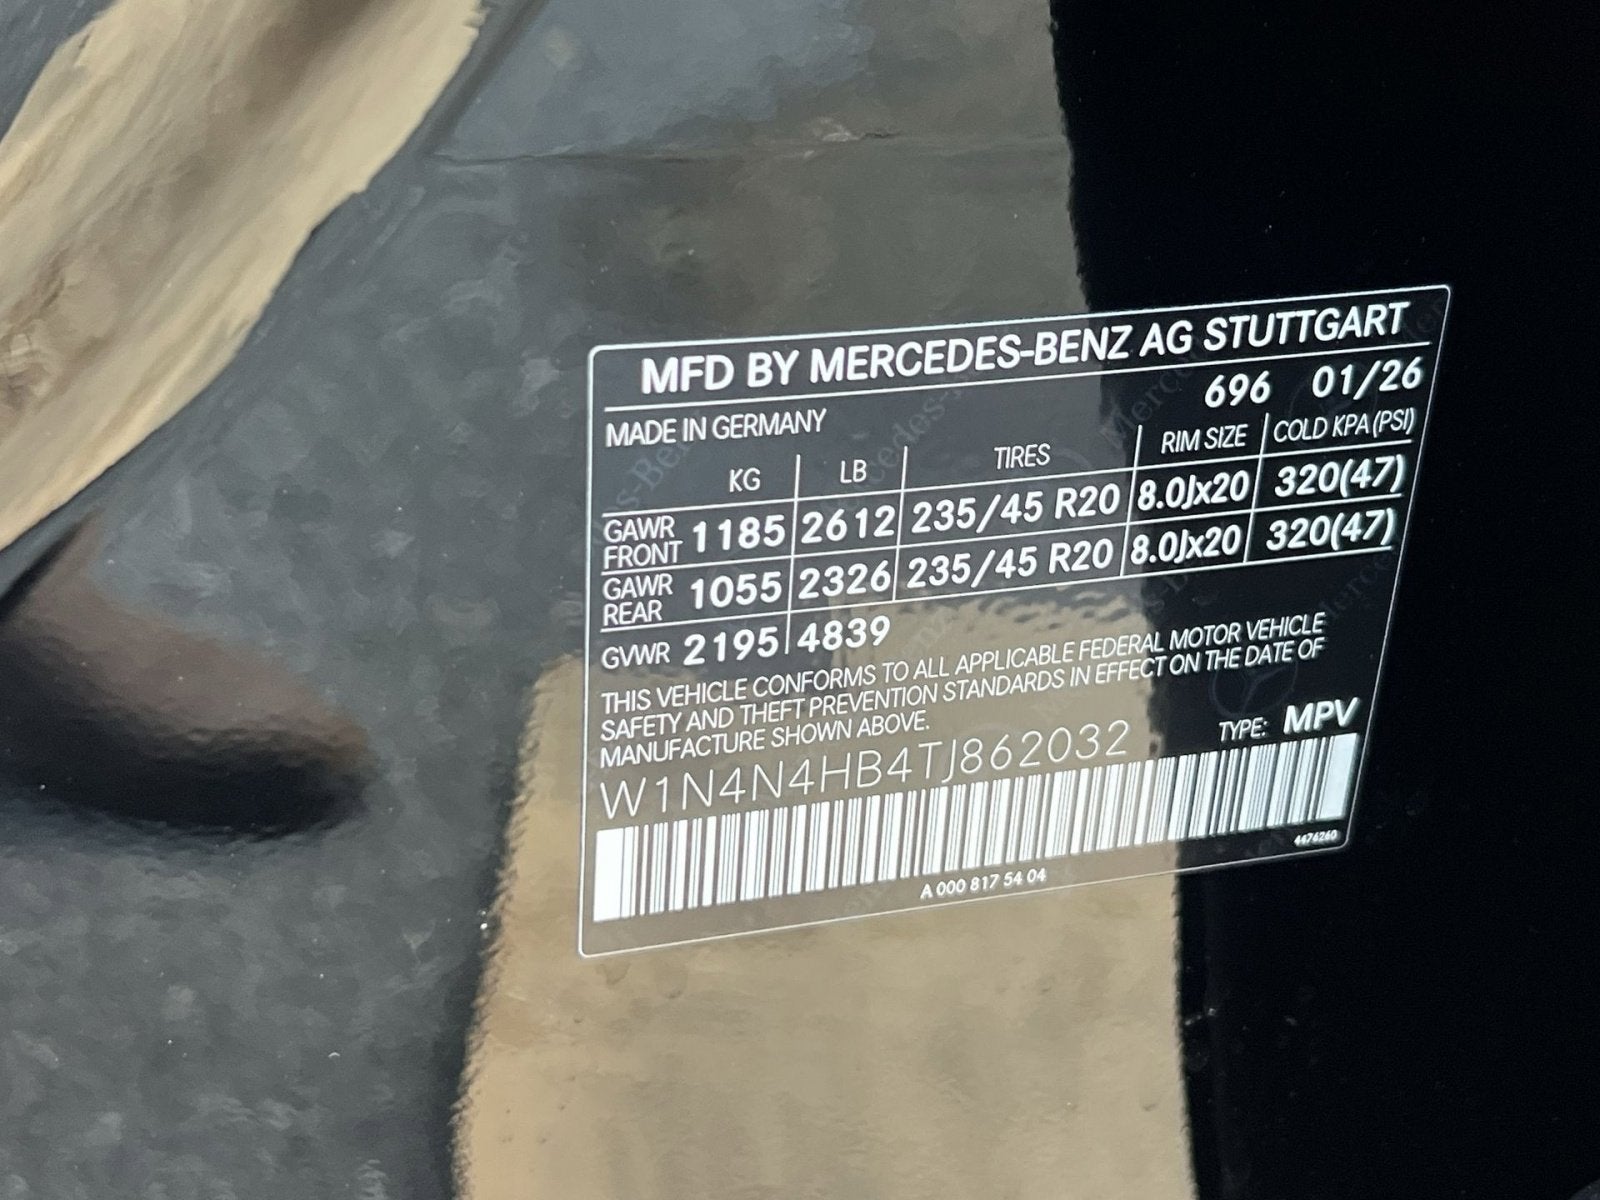 MFD BY MERCEDES-BENZ AG STUTTGART
696 01/26
MADE IN GERMANY
KG LB TIRES RIM SIZE COLD KPA (PSI)
GAWR FRONT 1185 2612 235/45 R20 8.0Jx20 320(47)
GAWR REAR 1055 2326 235/45 R20 8.0Jx20 320(47)
GVWR 2195 4839
THIS VEHICLE CONFORMS TO ALL APPLICABLE FEDERAL MOTOR VEHICLE
SAFETY AND THEFT PREVENTION STANDARDS IN EFFECT ON THE DATE OF
MANUFACTURE SHOWN ABOVE.
TYPE: MPV
W1N4N4HB4TJ862032
4476260
A 000 817 54 04